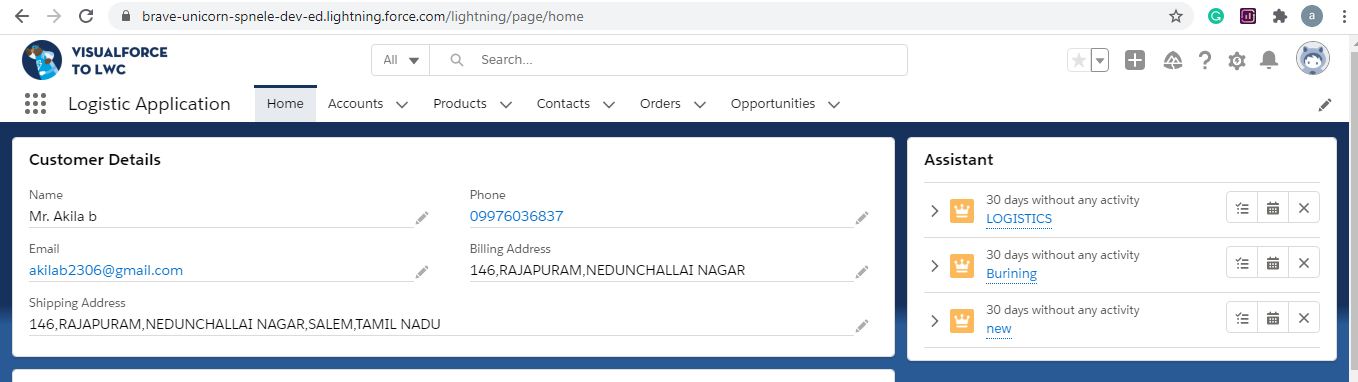 brave-unicorn-spnele-dev-ed.lightning.force.com/lightning/page/home
a
VISUALFORCE
TO LWC
All
Search...
Logistic Application
Home
Accounts
Products
Contacts
Orders
Opportunities
Customer Details
Name
Mr. Akila b
Phone
09976036837
Email
akilab2306@gmail.com
Billing Address
146,RAJAPURAM,NEDUNCHALLAI NAGAR
Shipping Address
146,RAJAPURAM,NEDUNCHALLAI NAGAR,SALEM,TAMIL NADU
Assistant
30 days without any activity
LOGISTICS
30 days without any activity
Burining
30 days without any activity
new